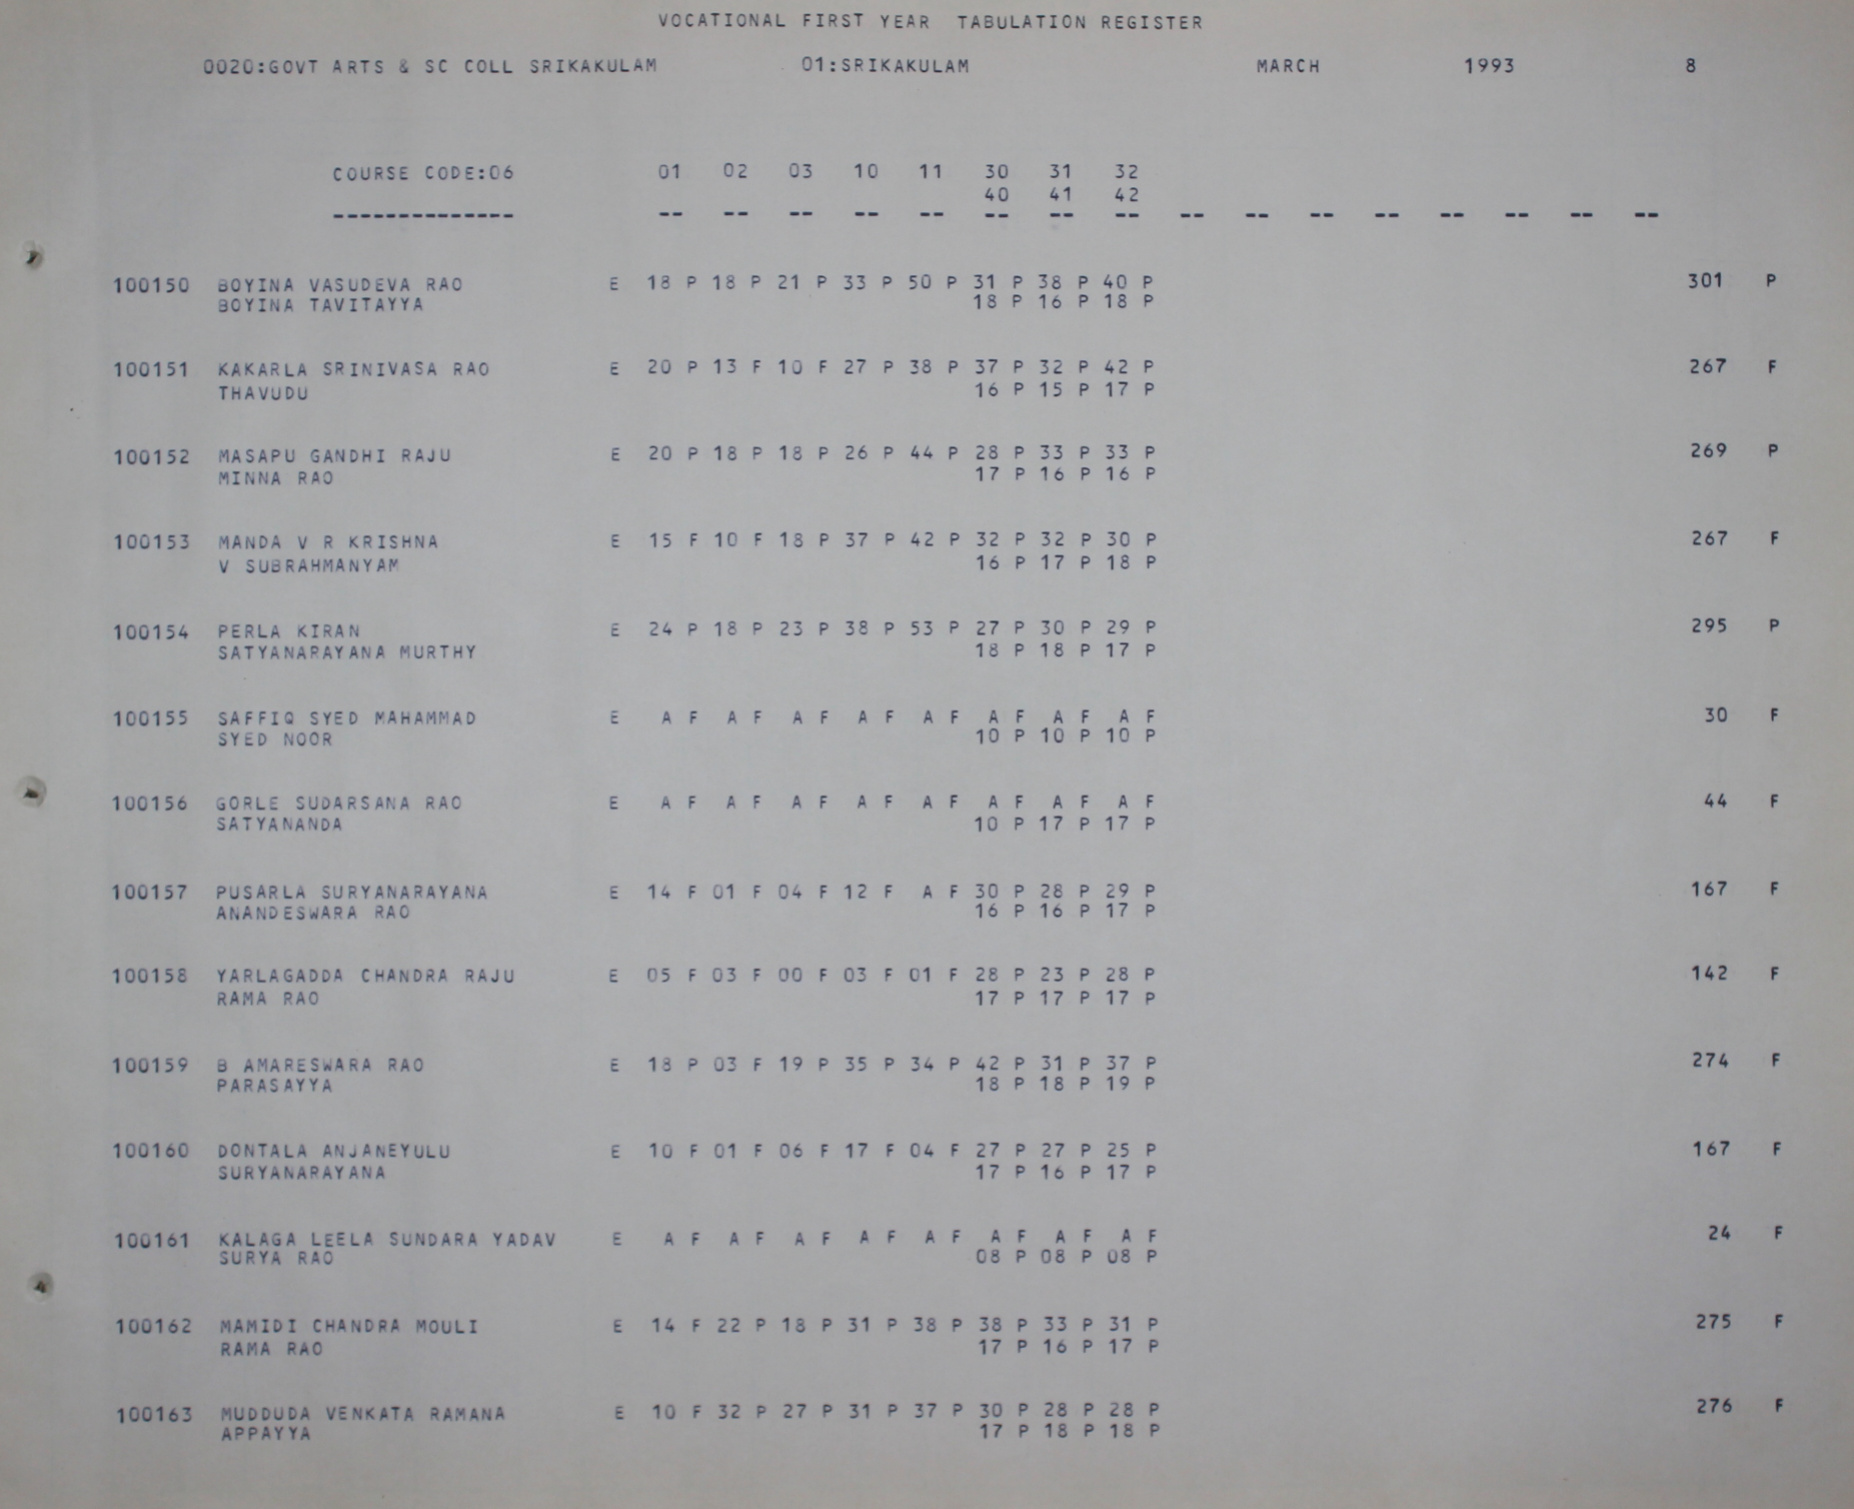 VOCATIONAL FIRST YEAR TABULATION REGISTER
0020:GOVT ARTS & SC COLL SRIKAKULAM 01:SRIKAKULAM MARCH 1993 8
COURSE CODE:06 01 02 03 10 11 30 31 32
40 41 42
-------------- -- -- -- -- -- -- -- -- -- -- -- -- -- -- -- --
100150 BOYINA VASUDEVA RAO E 18 P 18 P 21 P 33 P 50 P 31 P 38 P 40 P 301 P
BOYINA TAVITAYYA 18 P 16 P 18 P
100151 KAKARLA SRINIVASA RAO E 20 P 13 F 10 F 27 P 38 P 37 P 32 P 42 P 267 F
THAVUDU 16 P 15 P 17 P
100152 MASAPU GANDHI RAJU E 20 P 18 P 18 P 26 P 44 P 28 P 33 P 33 P 269 P
MINNA RAO 17 P 16 P 16 P
100153 MANDA V R KRISHNA E 15 F 10 F 18 P 37 P 42 P 32 P 32 P 30 P 267 F
V SUBRAHMANYAM 16 P 17 P 18 P
100154 PERLA KIRAN E 24 P 18 P 23 P 38 P 53 P 27 P 30 P 29 P 295 P
SATYANARAYANA MURTHY 18 P 18 P 17 P
100155 SAFFIQ SYED MAHAMMAD E A F A F A F A F A F A F A F A F 30 F
SYED NOOR 10 P 10 P 10 P
100156 GORLE SUDARSANA RAO E A F A F A F A F A F A F A F A F 44 F
SATYANANDA 10 P 17 P 17 P
100157 PUSARLA SURYANARAYANA E 14 F 01 F 04 F 12 F A F 30 P 28 P 29 P 167 F
ANANDESWARA RAO 16 P 16 P 17 P
100158 YARLAGADDA CHANDRA RAJU E 05 F 03 F 00 F 03 F 01 F 28 P 23 P 28 P 142 F
RAMA RAO 17 P 17 P 17 P
100159 B AMARESWARA RAO E 18 P 03 F 19 P 35 P 34 P 42 P 31 P 37 P 274 F
PARASAYYA 18 P 18 P 19 P
100160 DONTALA ANJANEYULU E 10 F 01 F 06 F 17 F 04 F 27 P 27 P 25 P 167 F
SURYANARAYANA 17 P 16 P 17 P
100161 KALAGA LEELA SUNDARA YADAV E A F A F A F A F A F A F A F A F 24 F
SURYA RAO 08 P 08 P 08 P
100162 MAMIDI CHANDRA MOULI E 14 F 22 P 18 P 31 P 38 P 38 P 33 P 31 P 275 F
RAMA RAO 17 P 16 P 17 P
100163 MUDDUDA VENKATA RAMANA E 10 F 32 P 27 P 31 P 37 P 30 P 28 P 28 P 276 F
APPAYYA 17 P 18 P 18 P